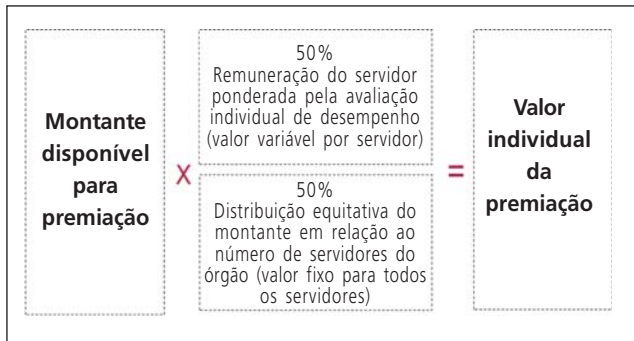 Montante
disponível
para
premiação
X
50%
Remuneração do servidor
ponderada pela avaliação
individual de desempenho
(valor variável por servidor)
50%
Distribuição equitativa do
montante em relação ao
número de servidores do
órgão (valor fixo para todos
os servidores)
=
Valor
individual
da
premiação